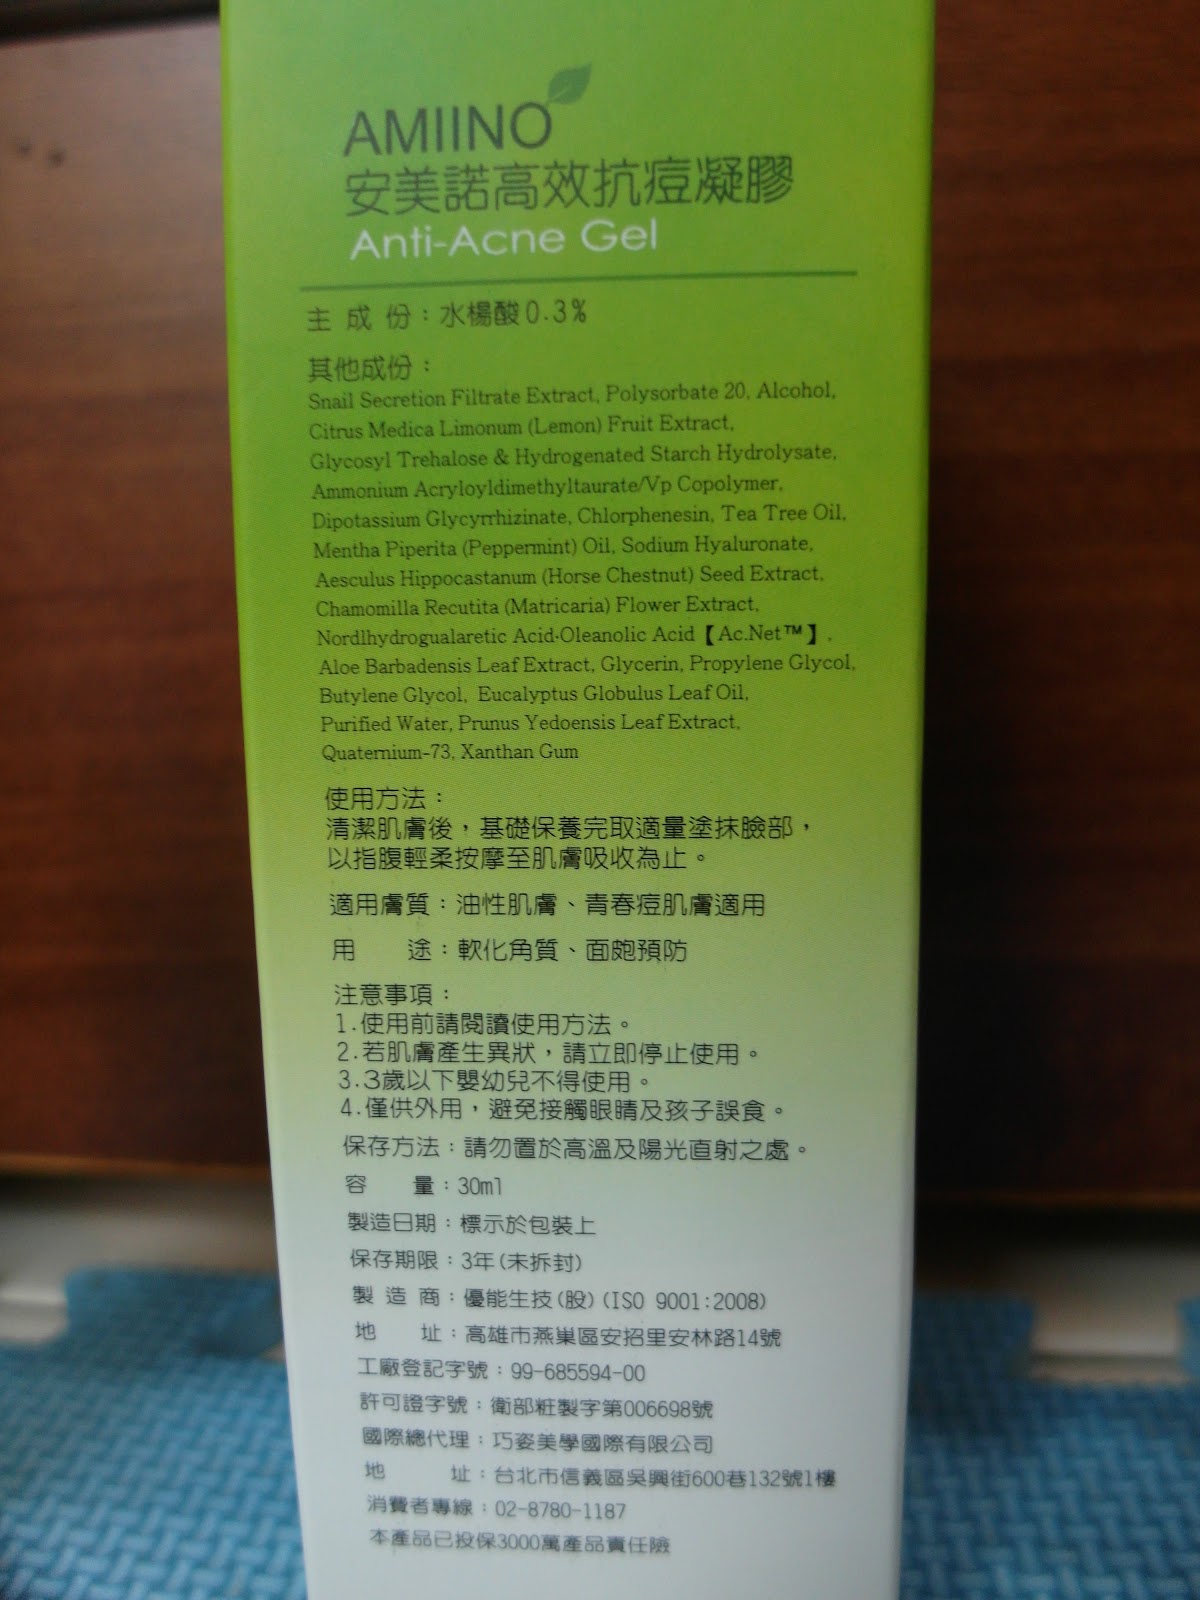 AMIINO
安美諾高效抗痘凝膠
Anti-Acne Gel
主 成 份：水楊酸0.3%
其他成份：
Snail Secretion Filtrate Extract, Polysorbate 20, Alcohol,
Citrus Medica Limonum (Lemon) Fruit Extract,
Glycosyl Trehalose & Hydrogenated Starch Hydrolysate,
Ammonium Acryloyldimethyltaurate/Vp Copolymer,
Dipotassium Glycyrrhizinate, Chlorphenesin, Tea Tree Oil,
Mentha Piperita (Peppermint) Oil, Sodium Hyaluronate,
Aesculus Hippocastanum (Horse Chestnut) Seed Extract,
Chamomilla Recutita (Matricaria) Flower Extract,
Nordlhydrogualaretic Acid·Oleanolic Acid【Ac.Net™】,
Aloe Barbadensis Leaf Extract, Glycerin, Propylene Glycol,
Butylene Glycol, Eucalyptus Globulus Leaf Oil,
Purified Water, Prunus Yedoensis Leaf Extract,
Quaternium-73, Xanthan Gum
使用方法：
清潔肌膚後，基礎保養完取適量塗抹臉部，
以指腹輕柔按摩至肌膚吸收為止。
適用膚質：油性肌膚、青春痘肌膚適用
用 途：軟化角質、面皰預防
注意事項：
1.使用前請閱讀使用方法。
2.若肌膚產生異狀，請立即停止使用。
3.3歲以下嬰幼兒不得使用。
4.僅供外用，避免接觸眼睛及孩子誤食。
保存方法：請勿置於高溫及陽光直射之處。
容 量：30ml
製造日期：標示於包裝上
保存期限：3年(未拆封)
製 造 商：優能生技(股)(ISO 9001:2008)
地 址：高雄市燕巢區安招里安林路14號
工廠登記字號：99-685594-00
許可證字號：衛部粧製字第006698號
國際總代理：巧姿美學國際有限公司
地 址：台北市信義區吳興街600巷132號1樓
消費者專線：02-8780-1187
本產品已投保3000萬產品責任險